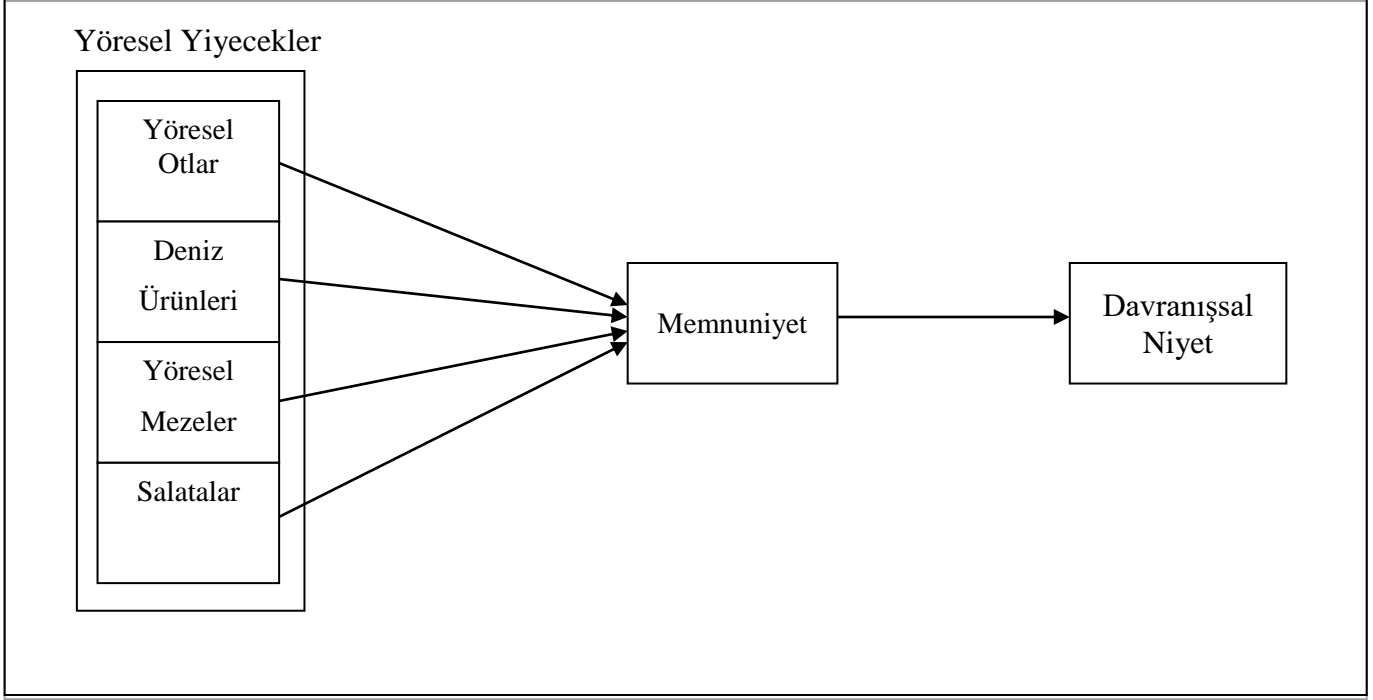 Yöresel Yiyecekler
Yöresel
Otlar
Deniz
Ürünleri
Yöresel
Mezeler
Salatalar
Memnuniyet
Davranışsal
Niyet